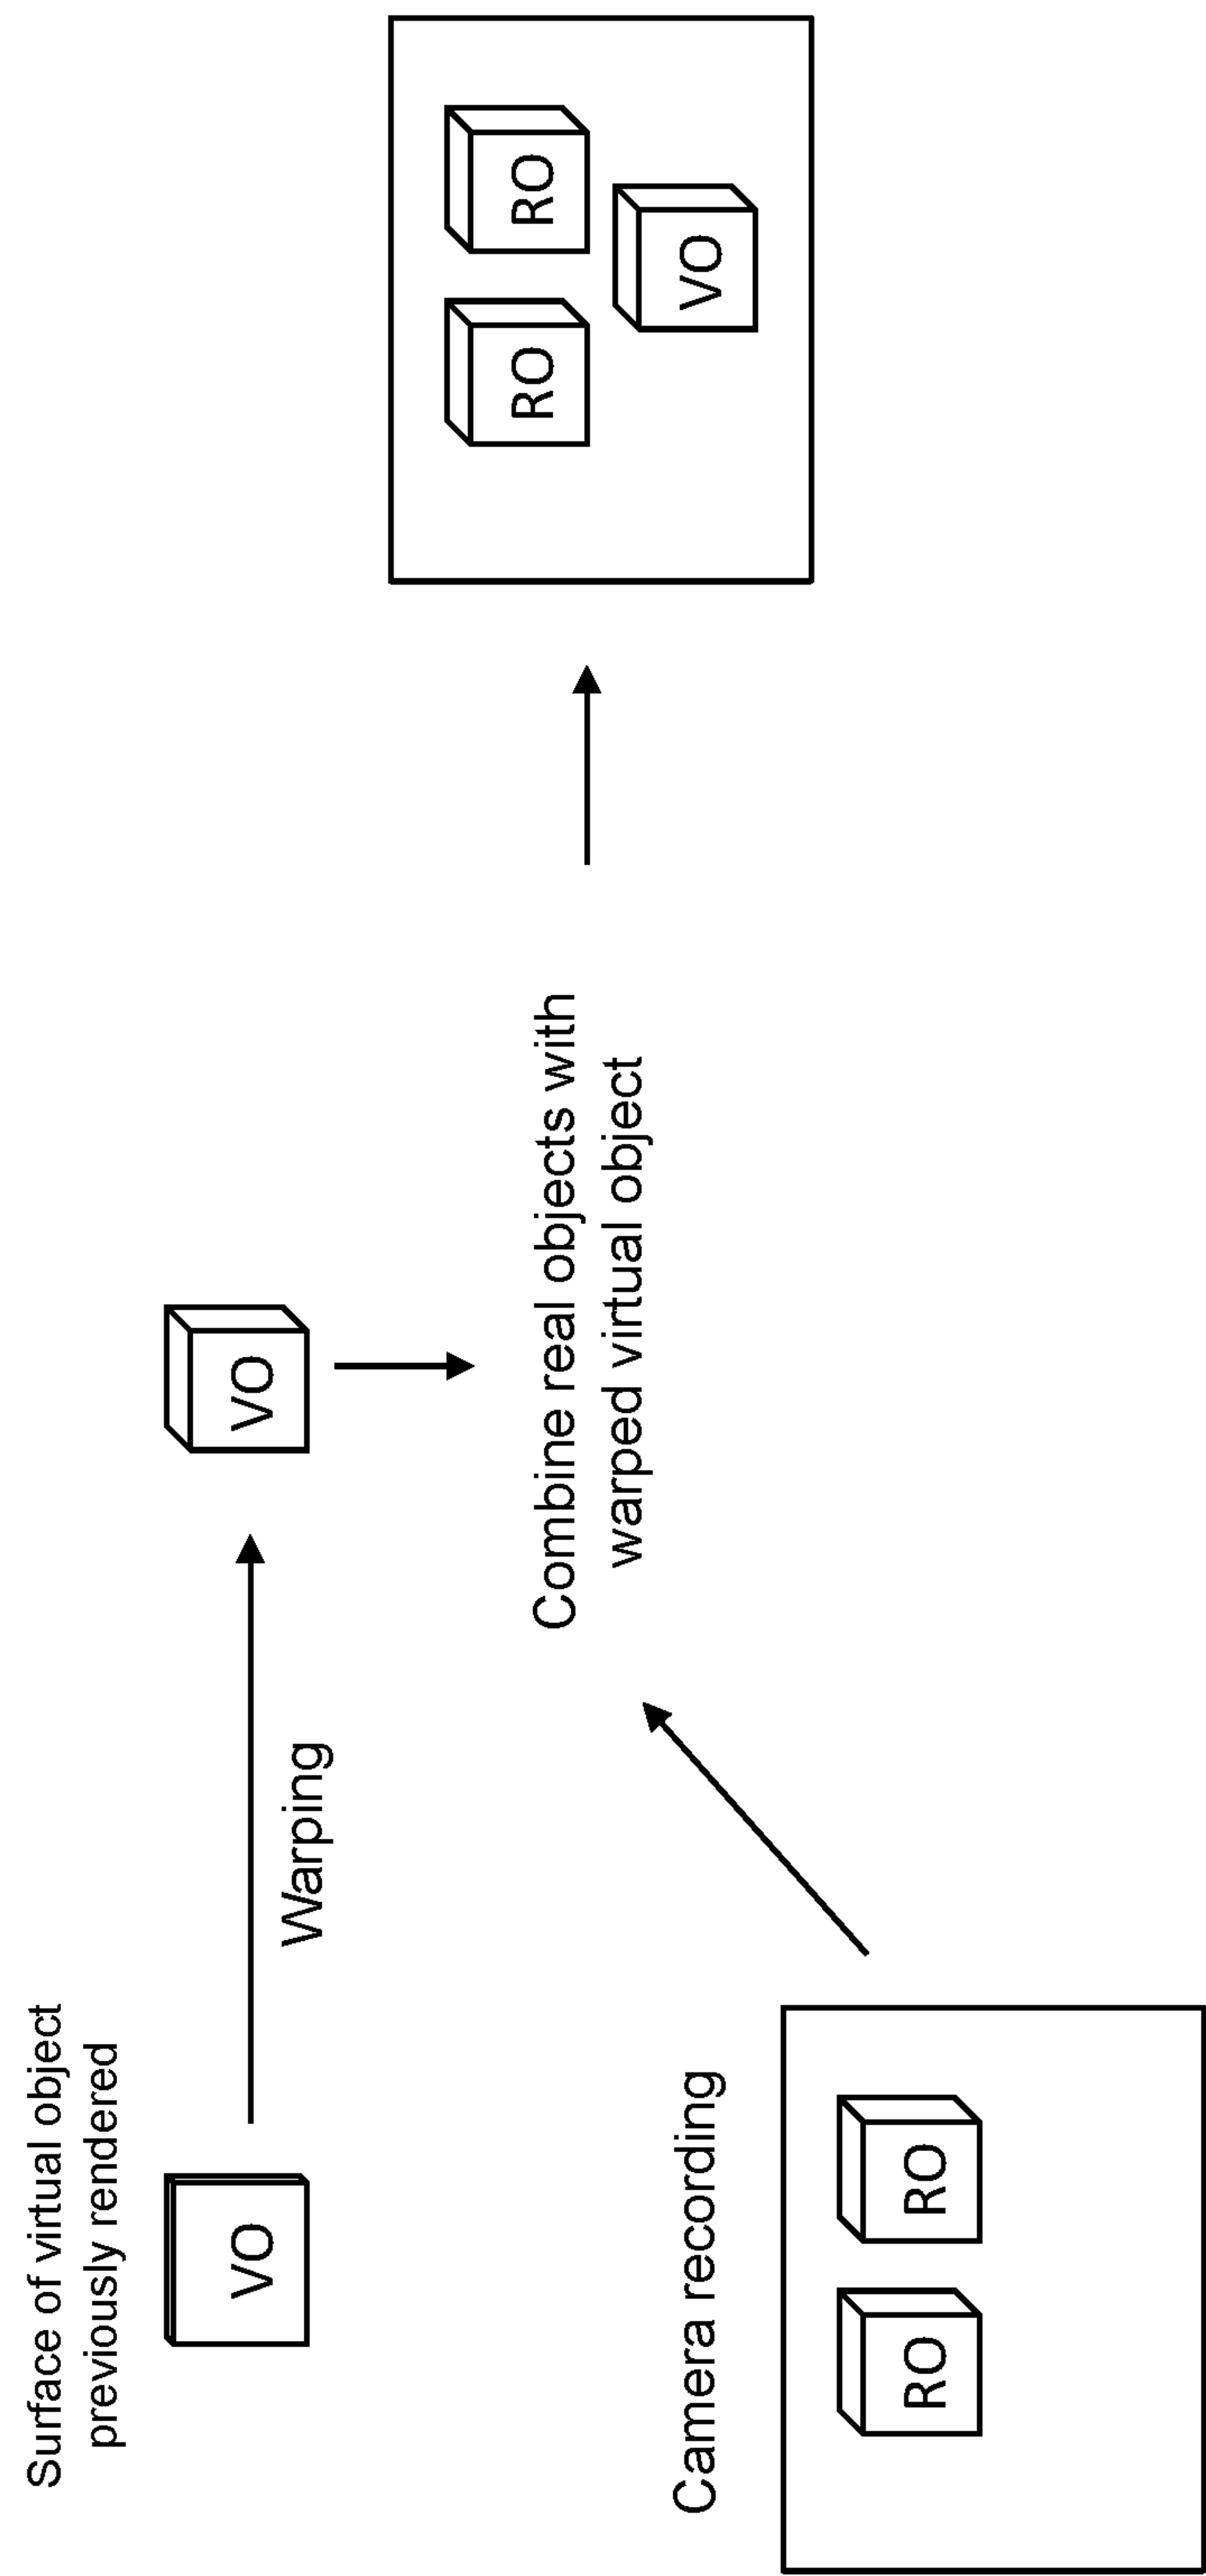 Surface of virtual object
previously rendered
VO
Warping
VO
Combine real objects with
warped virtual object
Camera recording
RO
RO
RO
RO
VO